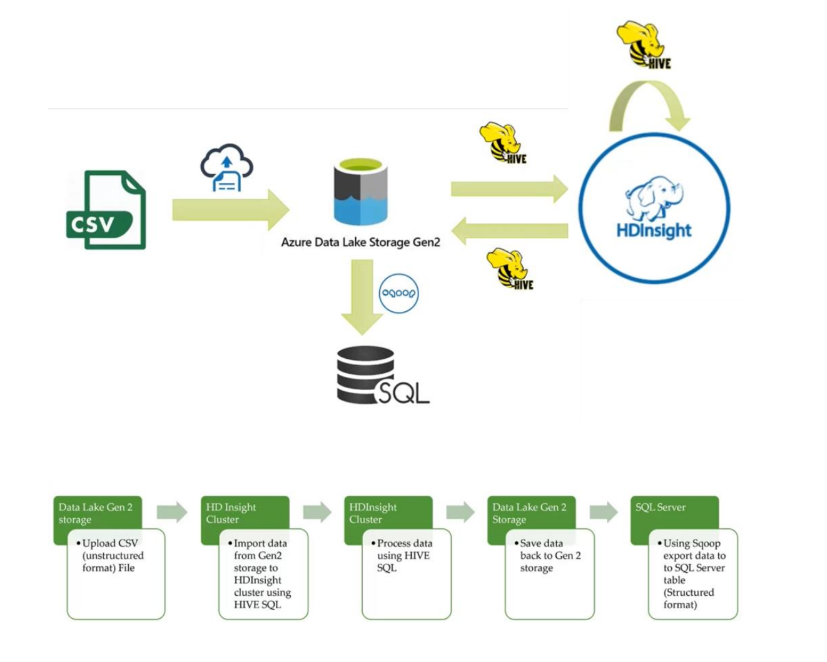 HIVE
HIVE
CSV
HDInsight
Azure Data Lake Storage Gen2
HIVE
sqoop
SQL
Data Lake Gen 2
storage
•Upload CSV
(unstructured
format) File
HD Insight
Cluster
•Import data
from Gen2
storage to
HDInsight
cluster using
HIVE SQL
HDInsight
Cluster
•Process data
using HIVE
SQL
Data Lake Gen 2
Storage
•Save data
back to Gen 2
storage
SQL Server
•Using Sqoop
export data to
to SQL Server
table
(Structured
format)